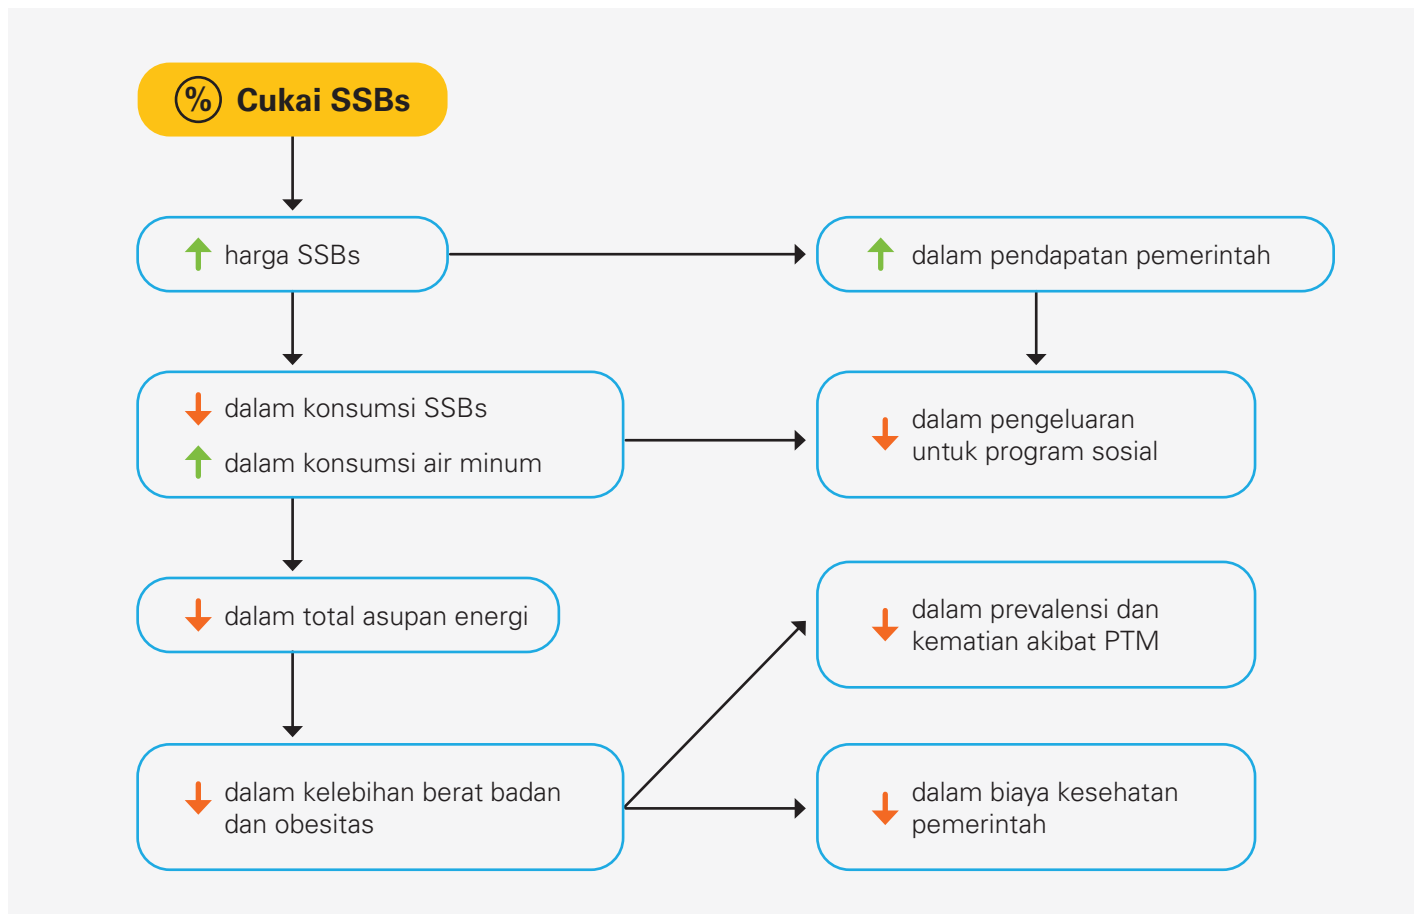 % Cukai SSBs
harga SSBs
dalam pendapatan pemerintah
dalam konsumsi SSBs
dalam konsumsi air minum
dalam pengeluaran
untuk program sosial
dalam total asupan energi
dalam prevalensi dan
kematian akibat PTM
dalam kelebihan berat badan
dan obesitas
dalam biaya kesehatan
pemerintah